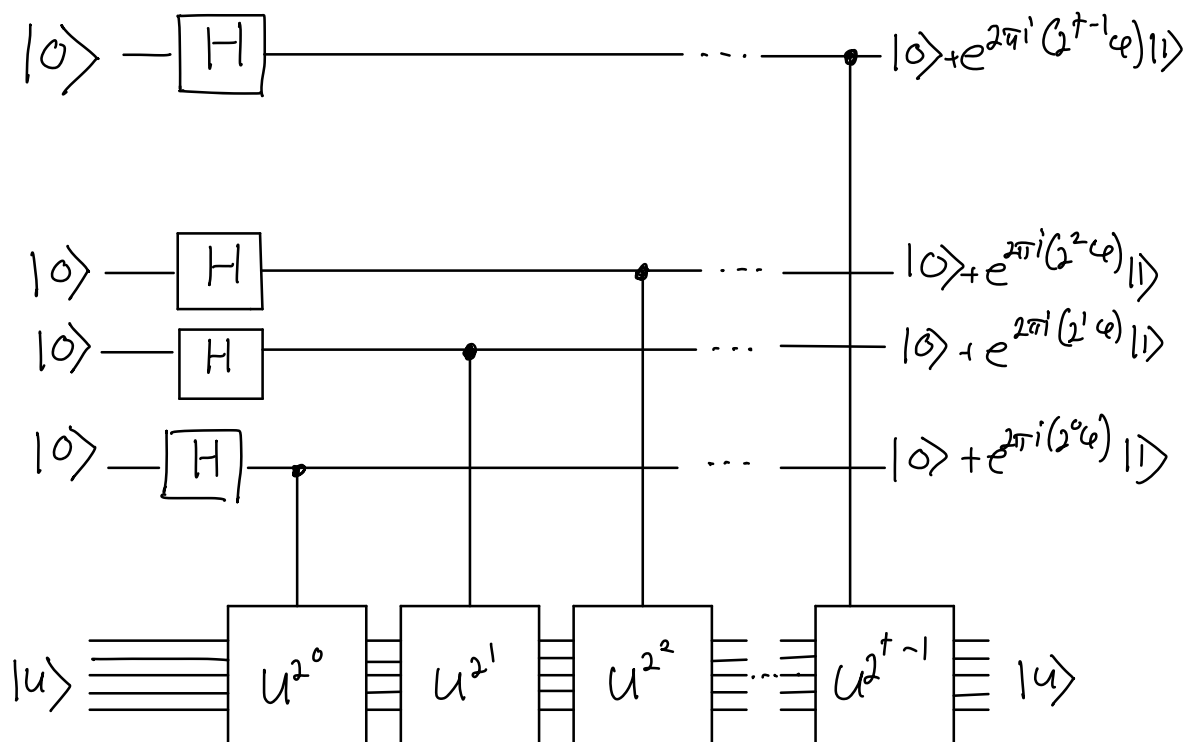 |0⟩ H ···· |0⟩+e^{2πi(2^{t-1}φ)}|1⟩
|0⟩ H ···· |0⟩+e^{2πi(2^2φ)}|1⟩
|0⟩ H ···· |0⟩+e^{2πi(2^1φ)}|1⟩
|0⟩ H ···· |0⟩+e^{2πi(2^0φ)}|1⟩
|u⟩ U^{2^0} U^{2^1} U^{2^2} ····· U^{2^{t-1}} |u⟩